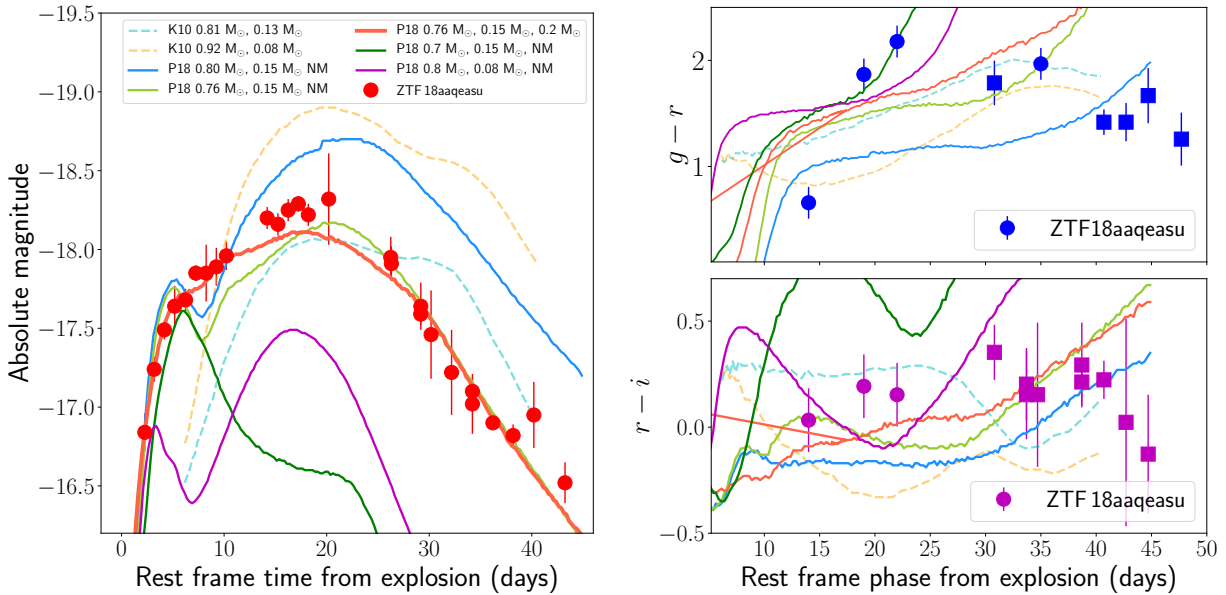 −19.5
−19.0
−18.5
−18.0
−17.5
−17.0
−16.5
Absolute magnitude
K10 0.81 M☉, 0.13 M☉
K10 0.92 M☉, 0.08 M☉
P18 0.80 M☉, 0.15 M☉ NM
P18 0.76 M☉, 0.15 M☉ NM
P18 0.76 M☉, 0.15 M☉, 0.2 M☉
P18 0.7 M☉, 0.15 M☉, NM
P18 0.8 M☉, 0.08 M☉, NM
ZTF18aaqeasu
0 10 20 30 40
Rest frame time from explosion (days)
2
1
g − r
ZTF18aaqeasu
0.5
0.0
−0.5
r − i
ZTF18aaqeasu
10 15 20 25 30 35 40 45 50
Rest frame phase from explosion (days)